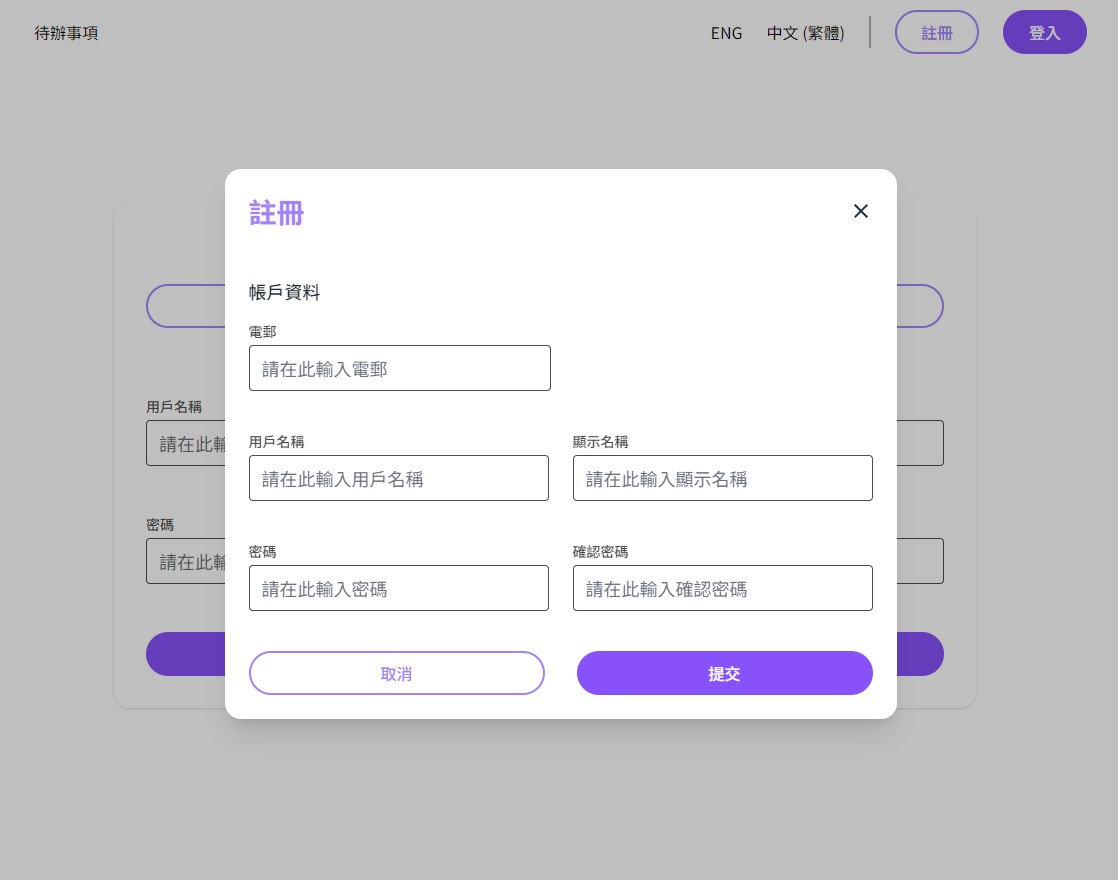 待辦事項
ENG
中文 (繁體)
註冊
登入
註冊
帳戶資料
電郵
請在此輸入電郵
用戶名稱
顯示名稱
請在此輸入用戶名稱
請在此輸入顯示名稱
密碼
確認密碼
請在此輸入密碼
請在此輸入確認密碼
取消
提交
用戶名稱
請在此輸
密碼
請在此輸